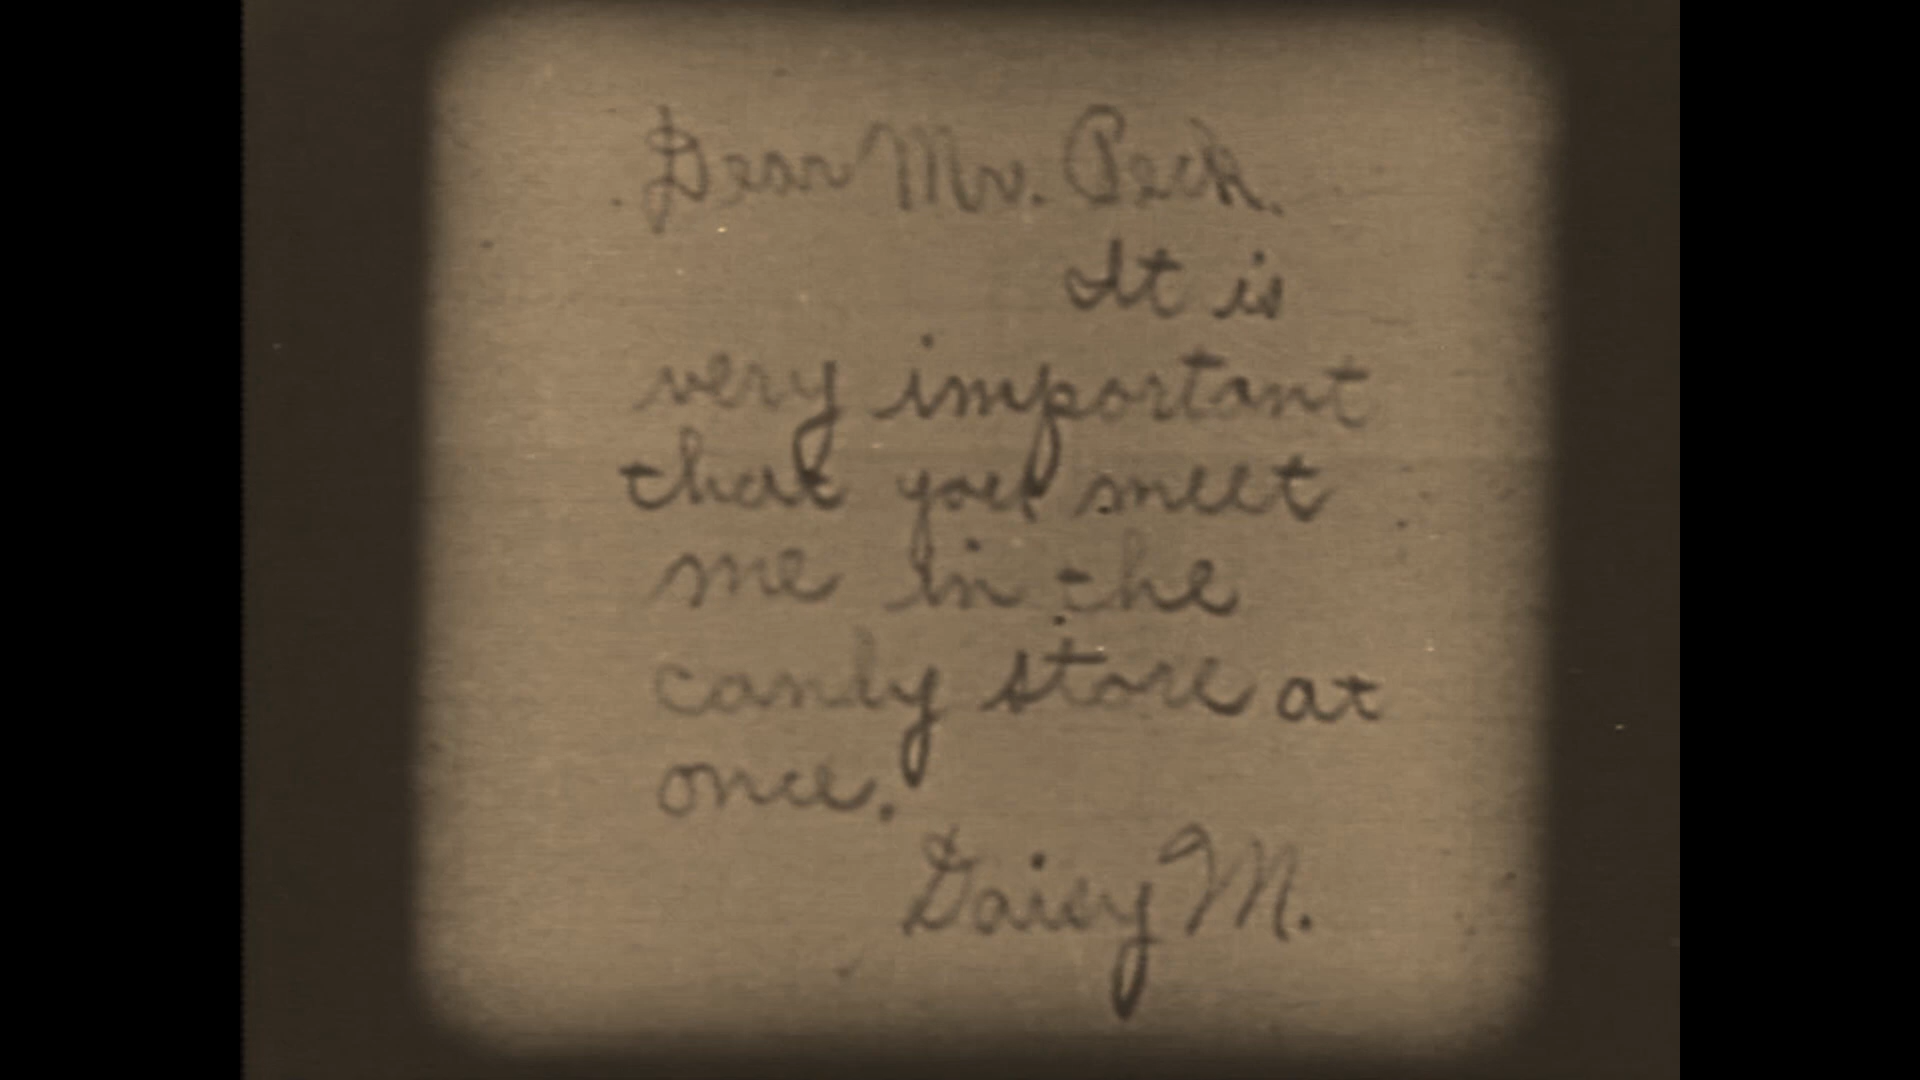 Dear Mr. Peck.
It is
very important
that you meet
me in the
candy store at
once.
Daisy M.